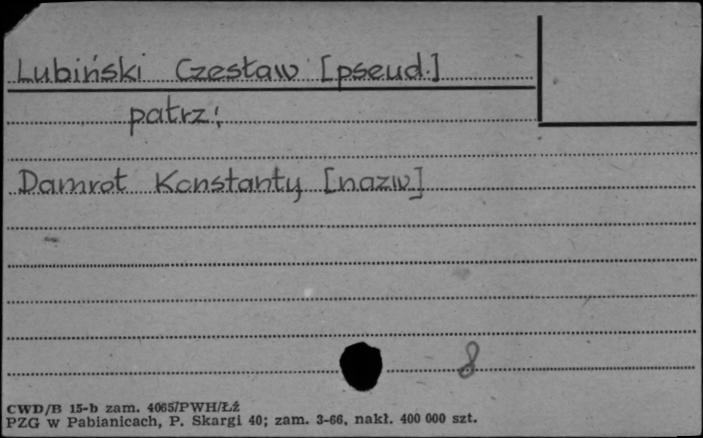 Lubiński Czesław [pseud.]
patrz:
Damrot Konstanty [nazw.]
8
CWD/B 15-b zam. 4065/PWH/Łź
PZG w Pabianicach, P. Skargi 40; zam. 3-66, nakł. 400 000 szt.